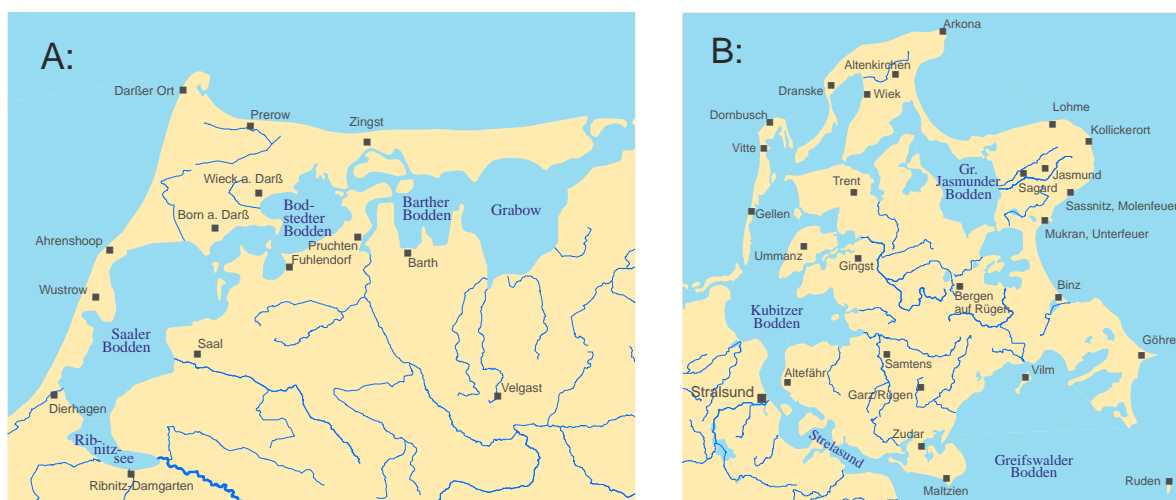 A:
Darßer Ort
Prerow
Zingst
Wieck a. Darß
Born a. Darß
Bod-
stedter
Bodden
Barther
Bodden
Grabow
Ahrenshoop
Pruchten
Fuhlendorf
Barth
Wustrow
Saaler
Bodden
Saal
Velgast
Dierhagen
Rib-
nitz-
see
Ribnitz-Damgarten
B:
Arkona
Altenkirchen
Dranske
Wiek
Dornbusch
Lohme
Kollickerort
Vitte
Gr.
Jasmunder
Bodden
Trent
Jasmund
Sagard
Sassnitz, Molenfeuer
Gellen
Mukran, Unterfeuer
Ummanz
Gingst
Bergen
auf Rügen
Binz
Kubitzer
Bodden
Göhre
Samtens
Altefähr
Vilm
Stralsund
Garz/Rügen
Zudar
Strelasund
Greifswalder
Bodden
Maltzien
Ruden